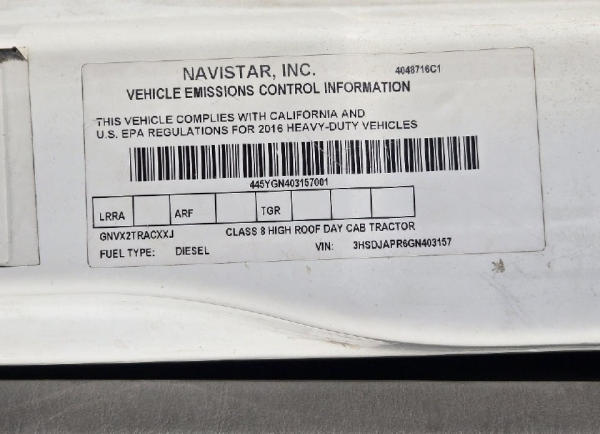 NAVISTAR, INC.
4048716C1
VEHICLE EMISSIONS CONTROL INFORMATION
THIS VEHICLE COMPLIES WITH CALIFORNIA AND
U.S. EPA REGULATIONS FOR 2016 HEAVY-DUTY VEHICLES
445YGN403157001
LRRA ARF TGR
GNVX2TRACXXJ CLASS 8 HIGH ROOF DAY CAB TRACTOR
FUEL TYPE: DIESEL VIN: 3HSDJAPR6GN403157